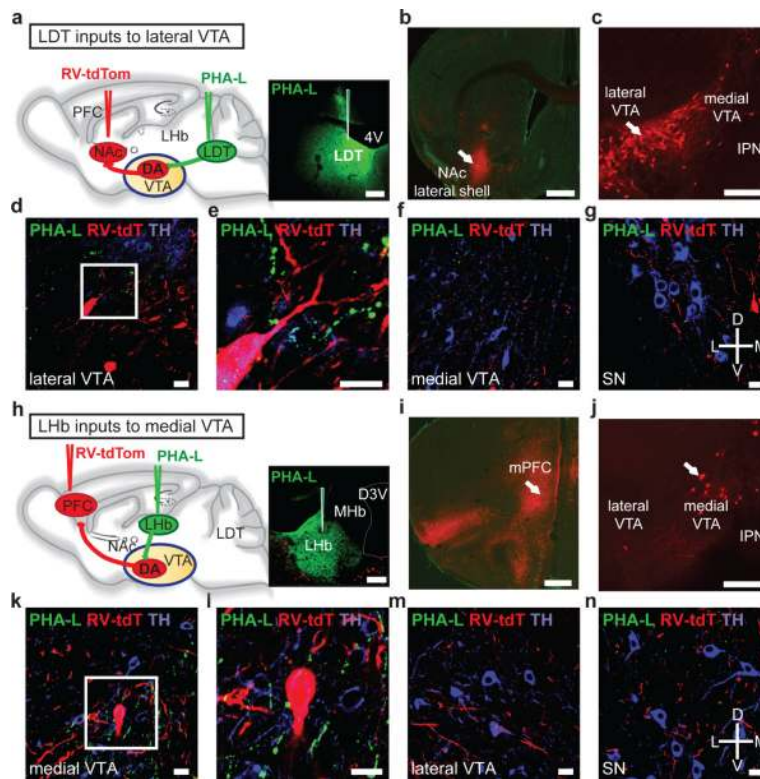 a
LDT inputs to lateral VTA
RV-tdTom
PHA-L
PFC
LHb
NAc
DA
VTA
LDT
PHA-L
4V
LDT
b
NAc
lateral shell
c
lateral
VTA
medial
VTA
IPN
d
PHA-L RV-tdT TH
lateral VTA
e
PHA-L RV-tdT TH
f
PHA-L RV-tdT TH
medial VTA
g
PHA-L RV-tdT TH
D
L M
V
SN
h
LHb inputs to medial VTA
RV-tdTom
PHA-L
PFC
LHb
NAc
LDT
VTA
DA
PHA-L
D3V
MHb
LHb
i
mPFC
j
lateral
VTA
medial
VTA
IPN
k
PHA-L RV-tdT TH
medial VTA
l
PHA-L RV-tdT TH
m
PHA-L RV-tdT TH
lateral VTA
n
PHA-L RV-tdT TH
D
L M
V
SN